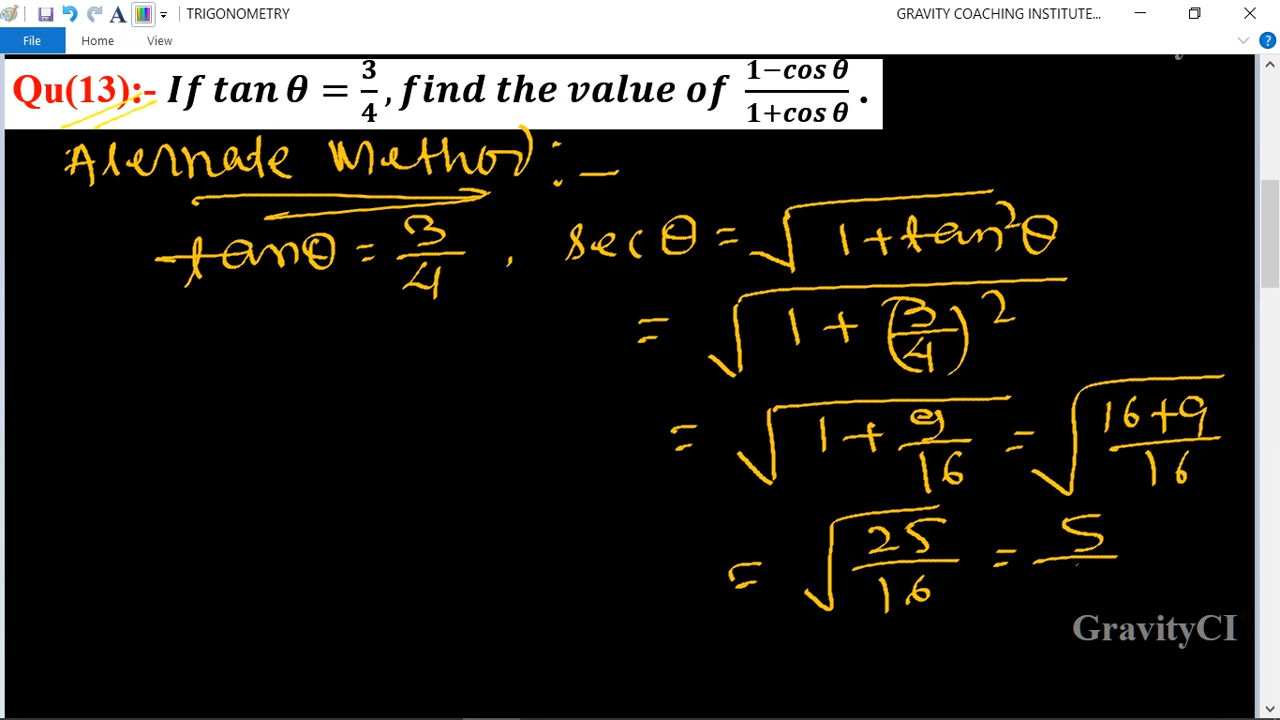 TRIGONOMETRY
GRAVITY COACHING INSTITUTE...
File Home View
Qu(13):- If tan θ = 3/4, find the value of (1−cos θ)/(1+cos θ) .
Alernate Method:-
tanθ = 3/4 , sec θ = √(1+tan²θ)
= √(1 + (3/4)²)
= √(1 + 9/16) = √((16+9)/16)
= √(25/16) = 5/
GravityCI